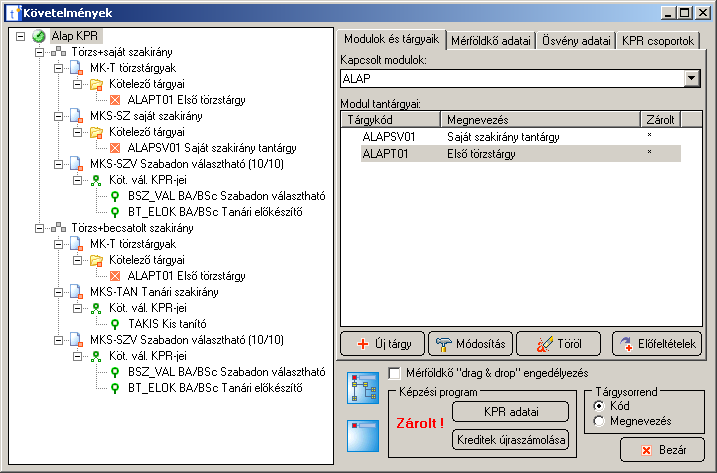 Követelmények
Alap KPR
Törzs+saját szakirány
MK-T törzstárgyak
Kötelező tárgyai
ALAPT01 Első törzstárgy
MKS-SZ saját szakirány
Kötelező tárgyai
ALAPSV01 Saját szakirány tantárgy
MKS-SZV Szabadon választható (10/10)
Köt. vál. KPR-jei
BSZ_VAL BA/BSc Szabadon választható
BT_ELOK BA/BSc Tanári előkészítő
Törzs+becsatolt szakirány
MK-T törzstárgyak
Kötelező tárgyai
ALAPT01 Első törzstárgy
MKS-TAN Tanári szakirány
Köt. vál. KPR-jei
TAKIS Kis tanító
MKS-SZV Szabadon választható (10/10)
Köt. vál. KPR-jei
BSZ_VAL BA/BSc Szabadon választható
BT_ELOK BA/BSc Tanári előkészítő
Modulok és tárgyaik Mérföldkő adatai Ösvény adatai KPR csoportok
Kapcsolt modulok:
ALAP
Modul tantárgyai:
Tárgykód Megnevezés Zárolt
ALAPSV01 Saját szakirány tantárgy *
ALAPT01 Első törzstárgy *
Új tárgy Módosítás Töröl Előfeltételek
Mérföldkő "drag & drop" engedélyezés
Képzési program
Zárolt !
KPR adatai
Kreditek újraszámolása
Tárgysorrend
Kód
Megnevezés
Bezár